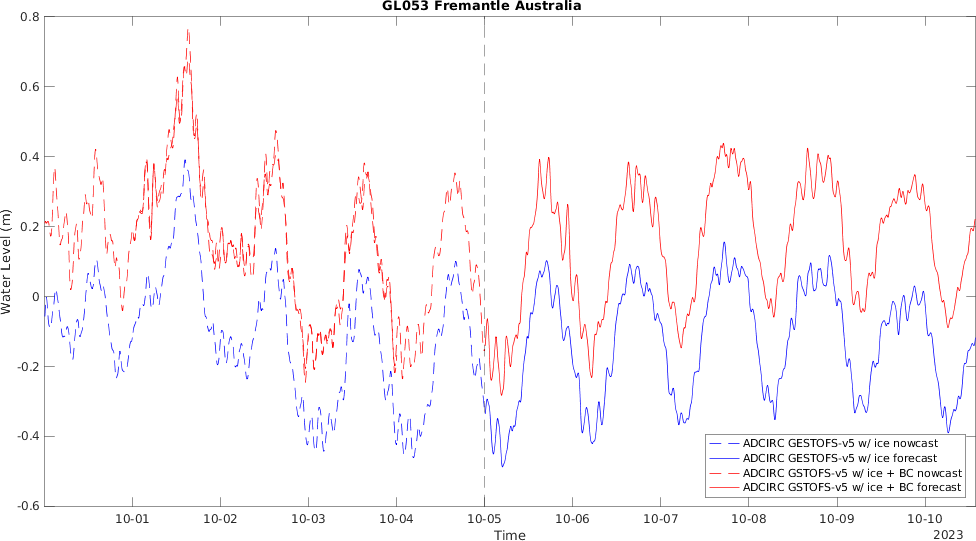 GL053 Fremantle Australia
0.8
0.6
0.4
0.2
0
-0.2
-0.4
-0.6
Water Level (m)
ADCIRC GESTOFS-v5 w/ ice nowcast
ADCIRC GESTOFS-v5 w/ ice forecast
ADCIRC GSTOFS-v5 w/ ice + BC nowcast
ADCIRC GSTOFS-v5 w/ ice + BC forecast
10-01 10-02 10-03 10-04 10-05 10-06 10-07 10-08 10-09 10-10
Time
2023